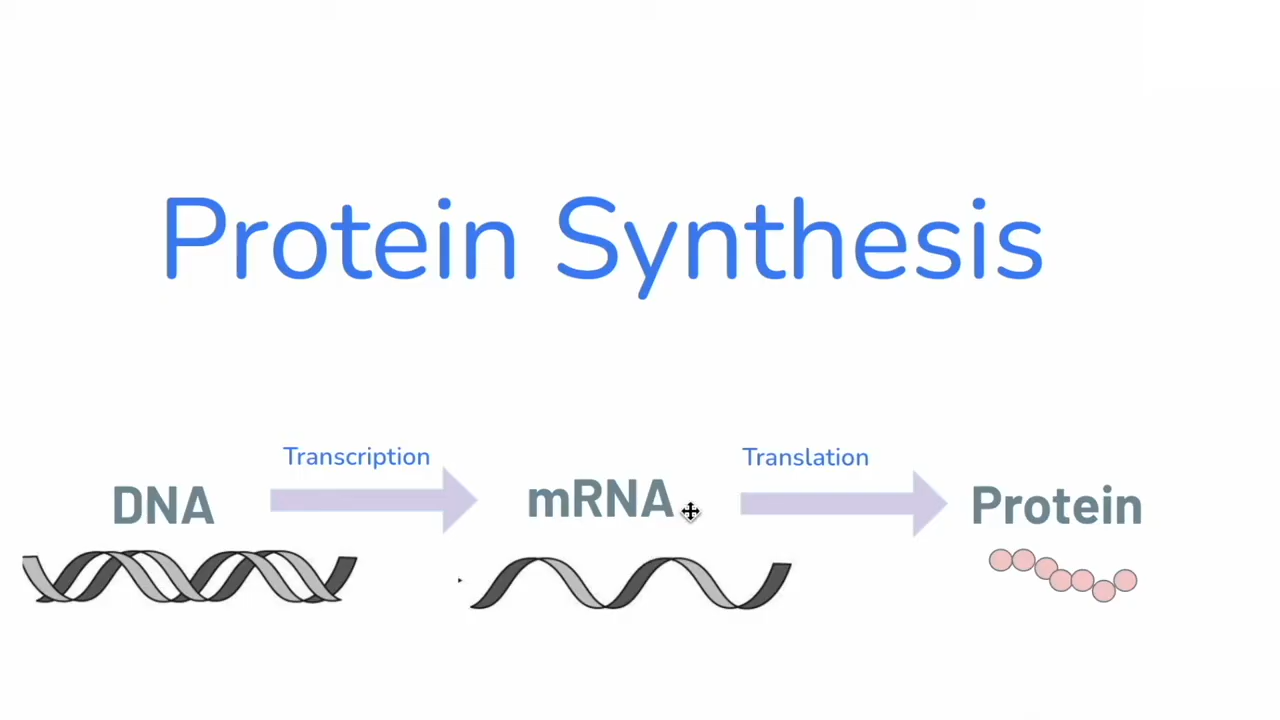 Protein Synthesis
Transcription
Translation
DNA
mRNA
Protein